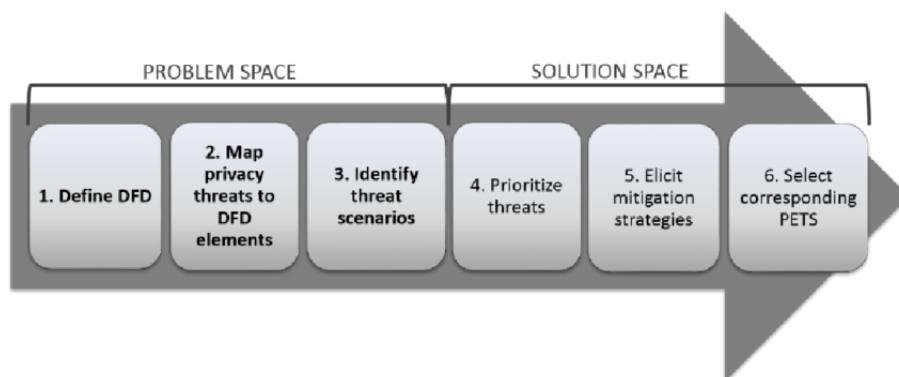 PROBLEM SPACE
SOLUTION SPACE
1. Define DFD
2. Map
privacy
threats to
DFD
elements
3. Identify
threat
scenarios
4. Prioritize
threats
5. Elicit
mitigation
strategies
6. Select
corresponding
PETS